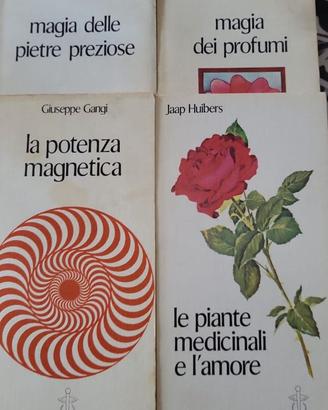 magia delle
pietre preziose
magia
dei profumi
Giuseppe Gangi
la potenza
magnetica
Jaap Huibers
le piante
medicinali
e l'amore